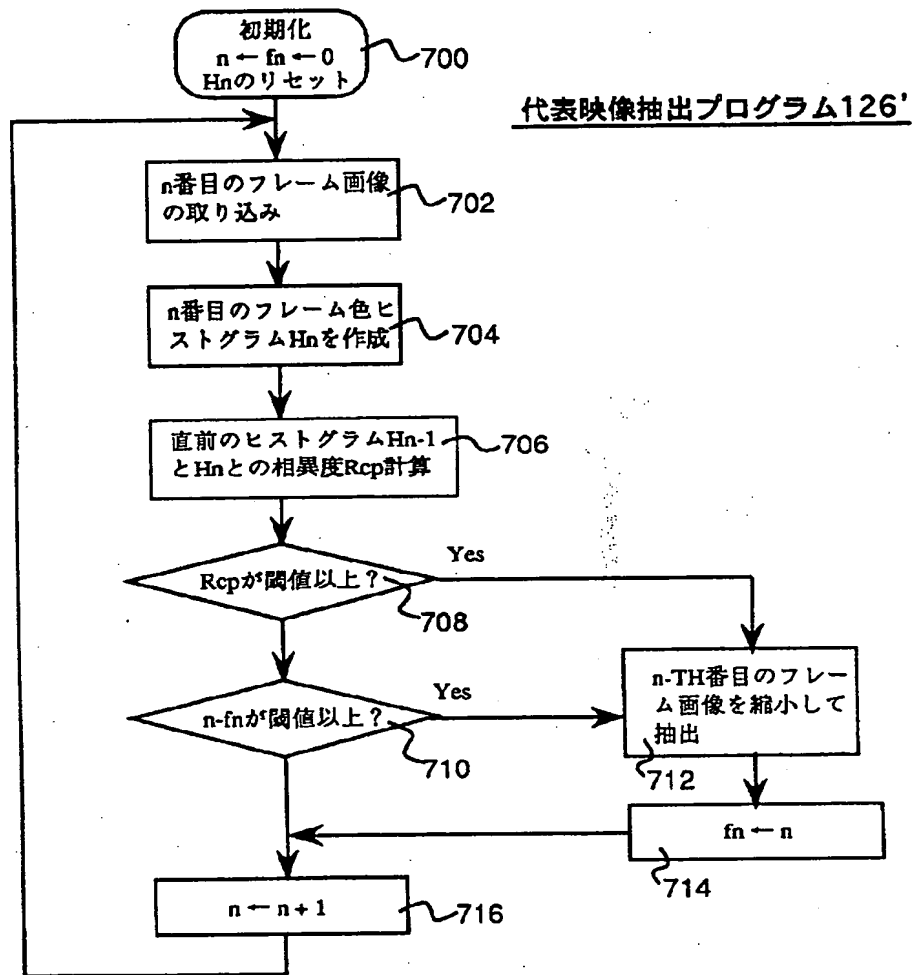 初期化
n ← fn ← 0
Hnのリセット
700
代表映像抽出プログラム126'
n番目のフレーム画像
の取り込み
702
n番目のフレーム色ヒ
ストグラムHnを作成
704
直前のヒストグラムHn-1
とHnとの相異度Rcp計算
706
Rcpが閾値以上？
Yes
708
n-fnが閾値以上？
Yes
710
n-TH番目のフレー
ム画像を縮小して
抽出
712
fn ← n
714
n ← n + 1
716